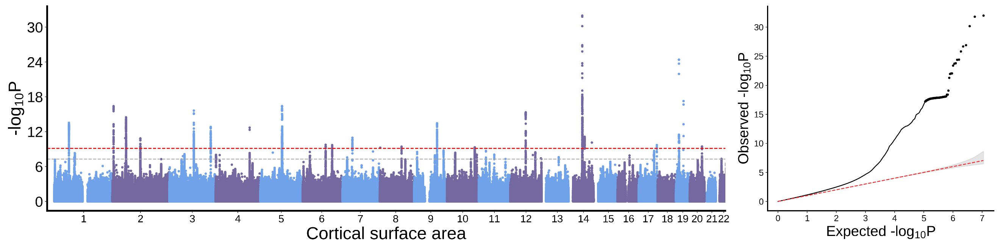 30
24
18
12
6
0
-log10P
1 2 3 4 5 6 7 8 9 10 11 12 13 14 15 16 17 18 19 20 21 22
Cortical surface area
30
25
20
15
10
5
0
Observed -log10P
0 1 2 3 4 5 6 7
Expected -log10P